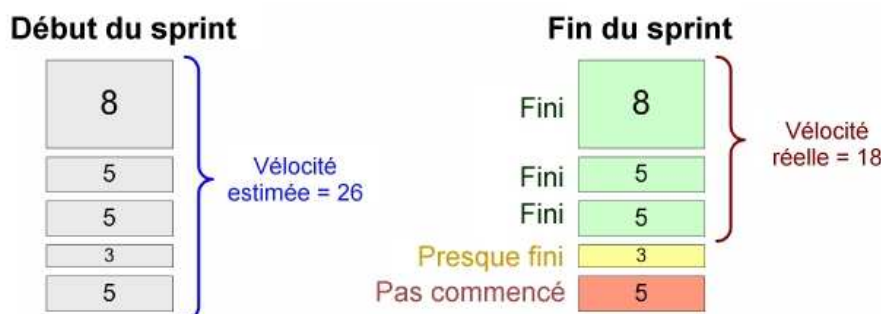 Début du sprint
8
5
5
3
5
Vélocité
estimée = 26
Fin du sprint
Fini
8
Fini
5
Fini
5
Presque fini
3
Pas commencé
5
Vélocité
réelle = 18